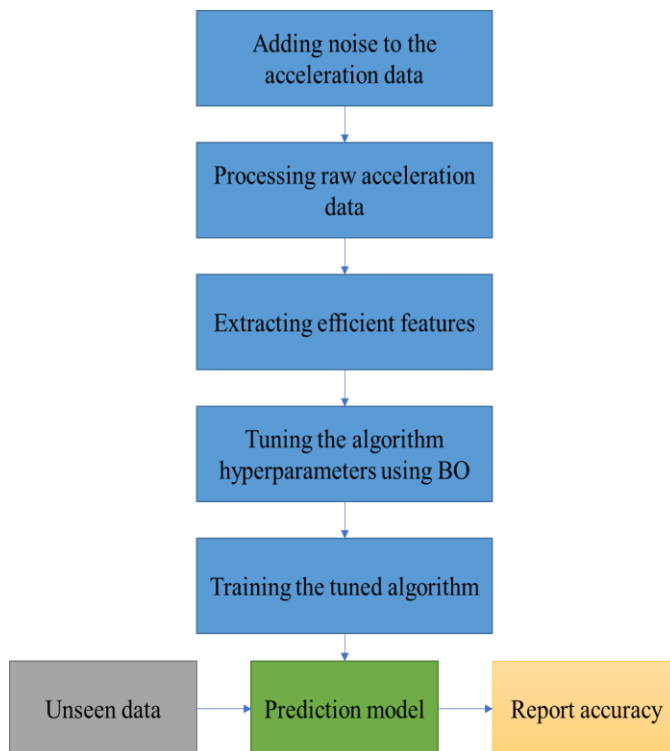 Adding noise to the
acceleration data
Processing raw acceleration
data
Extracting efficient features
Tuning the algorithm
hyperparameters using BO
Training the tuned algorithm
Unseen data
Prediction model
Report accuracy